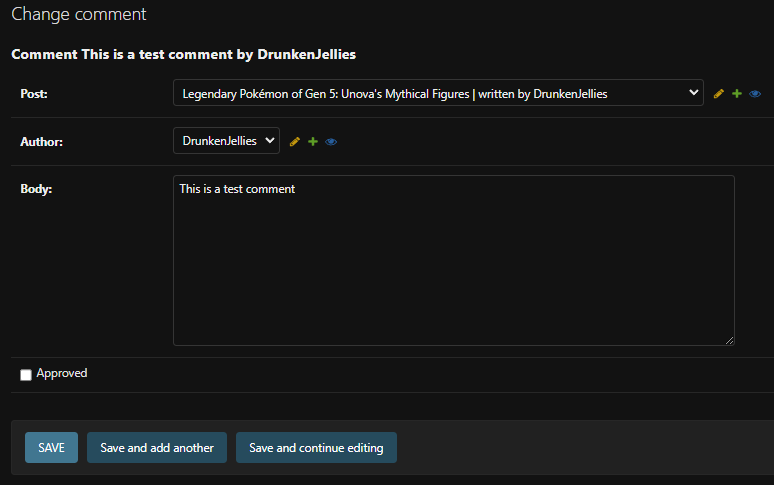 Change comment
Comment This is a test comment by DrunkenJellies
Post:
Legendary Pokémon of Gen 5: Unova's Mythical Figures | written by DrunkenJellies
Author:
DrunkenJellies
Body:
This is a test comment
Approved
SAVE
Save and add another
Save and continue editing